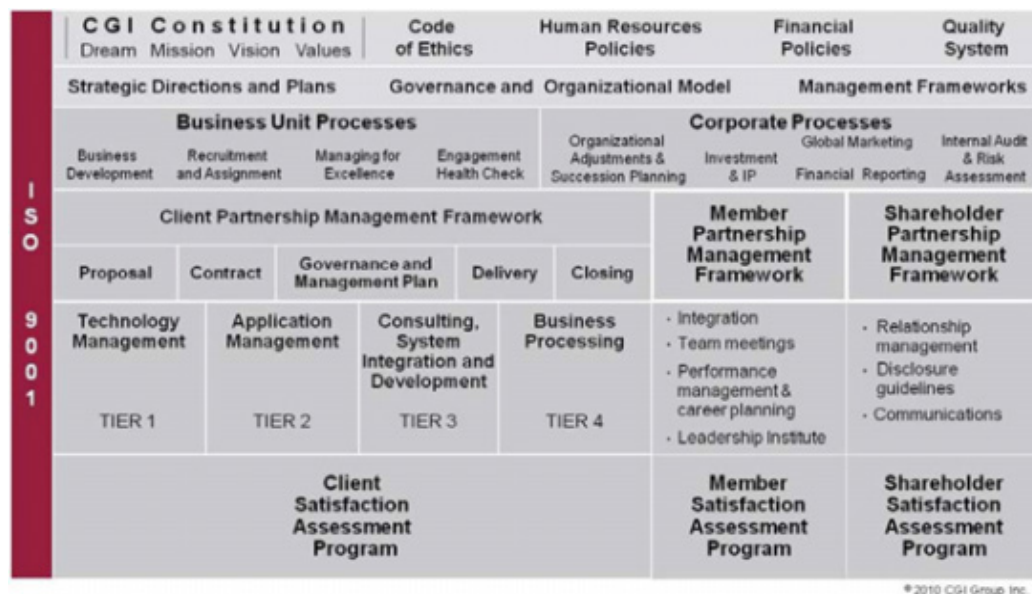 CGI Constitution
Dream Mission Vision Values
Code
of Ethics
Human Resources
Policies
Financial
Policies
Quality
System
Strategic Directions and Plans
Governance and Organizational Model
Management Frameworks
Business Unit Processes
Business
Development
Recruitment
and Assignment
Managing for
Excellence
Engagement
Health Check
Corporate Processes
Organizational
Adjustments &
Succession Planning
Investment
& IP
Global Marketing
Financial Reporting
Internal Audit
& Risk
Assessment
ISO 9001
Client Partnership Management Framework
Proposal
Contract
Governance and
Management Plan
Delivery
Closing
Member
Partnership
Management
Framework
Shareholder
Partnership
Management
Framework
Technology
Management
TIER 1
Application
Management
TIER 2
Consulting,
System
Integration and
Development
TIER 3
Business
Processing
TIER 4
· Integration
· Team meetings
· Performance
management &
career planning
· Leadership Institute
· Relationship
management
· Disclosure
guidelines
· Communications
Client
Satisfaction
Assessment
Program
Member
Satisfaction
Assessment
Program
Shareholder
Satisfaction
Assessment
Program
© 2010 CGI Group Inc.